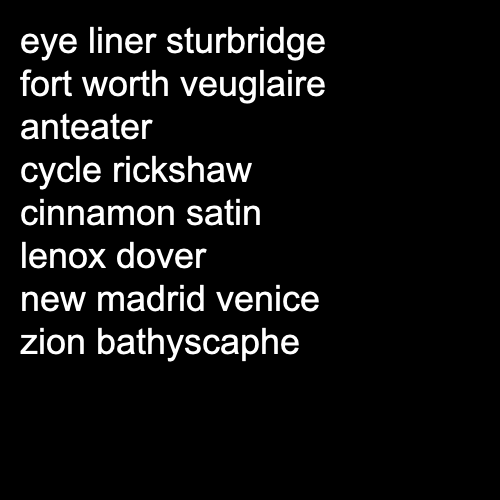 eye liner sturbridge
fort worth veuglaire
anteater
cycle rickshaw
cinnamon satin
lenox dover
new madrid venice
zion bathyscaphe